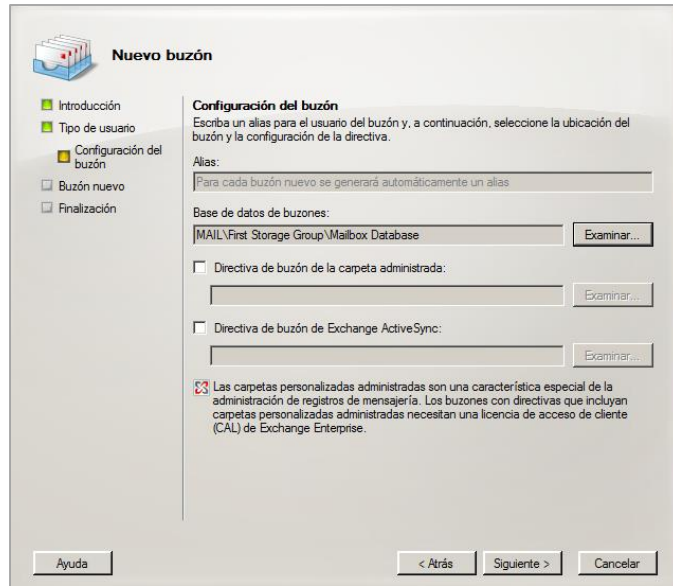 Nuevo buzón
Introducción
Tipo de usuario
Configuración del
buzón
Buzón nuevo
Finalización
Configuración del buzón
Escriba un alias para el usuario del buzón y, a continuación, seleccione la ubicación del
buzón y la configuración de la directiva.
Alias:
Para cada buzón nuevo se generará automáticamente un alias
Base de datos de buzones:
MAIL\First Storage Group\Mailbox Database
Examinar...
Directiva de buzón de la carpeta administrada:
Examinar...
Directiva de buzón de Exchange ActiveSync:
Examinar...
Las carpetas personalizadas administradas son una característica especial de la
administración de registros de mensajería. Los buzones con directivas que incluyan
carpetas personalizadas administradas necesitan una licencia de acceso de cliente
(CAL) de Exchange Enterprise.
Ayuda
< Atrás
Siguiente >
Cancelar